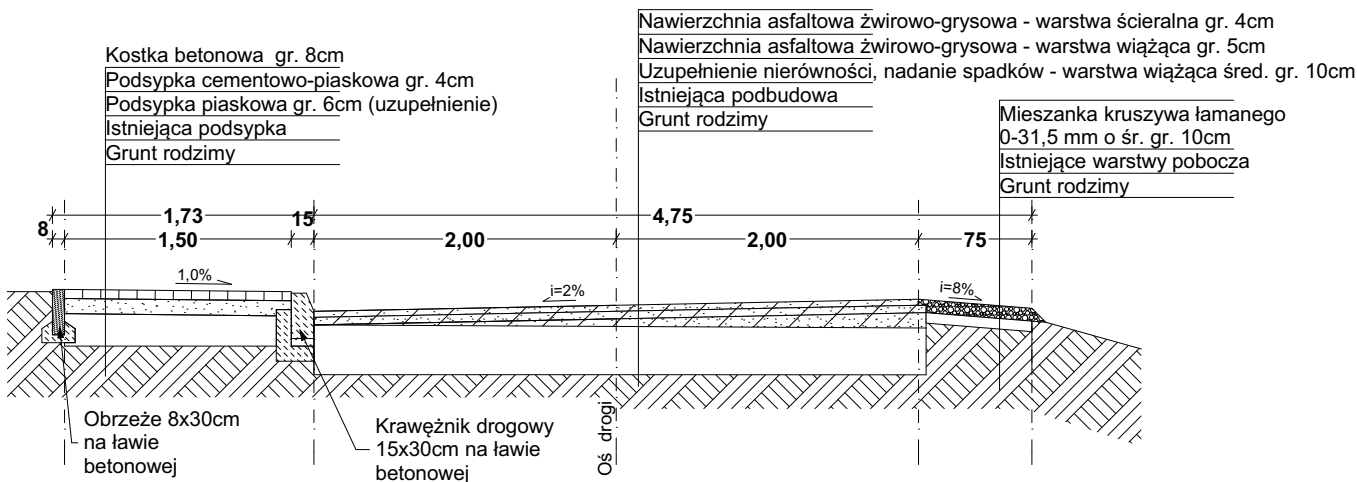 Nawierzchnia asfaltowa żwirowo-grysowa - warstwa ścieralna gr. 4cm
Nawierzchnia asfaltowa żwirowo-grysowa - warstwa wiążąca gr. 5cm
Uzupełnienie nierówności, nadanie spadków - warstwa wiążąca śred. gr. 10cm
Istniejąca podbudowa
Grunt rodzimy
Kostka betonowa gr. 8cm
Podsypka cementowo-piaskowa gr. 4cm
Podsypka piaskowa gr. 6cm (uzupełnienie)
Istniejąca podsypka
Grunt rodzimy
Mieszanka kruszywa łamanego
0-31,5 mm o śr. gr. 10cm
Istniejące warstwy pobocza
Grunt rodzimy
1,73
15
4,75
8
1,50
2,00
2,00
75
1,0%
i=2%
i=8%
Obrzeże 8x30cm
na ławie
betonowej
Krawężnik drogowy
15x30cm na ławie
betonowej
Oś drogi